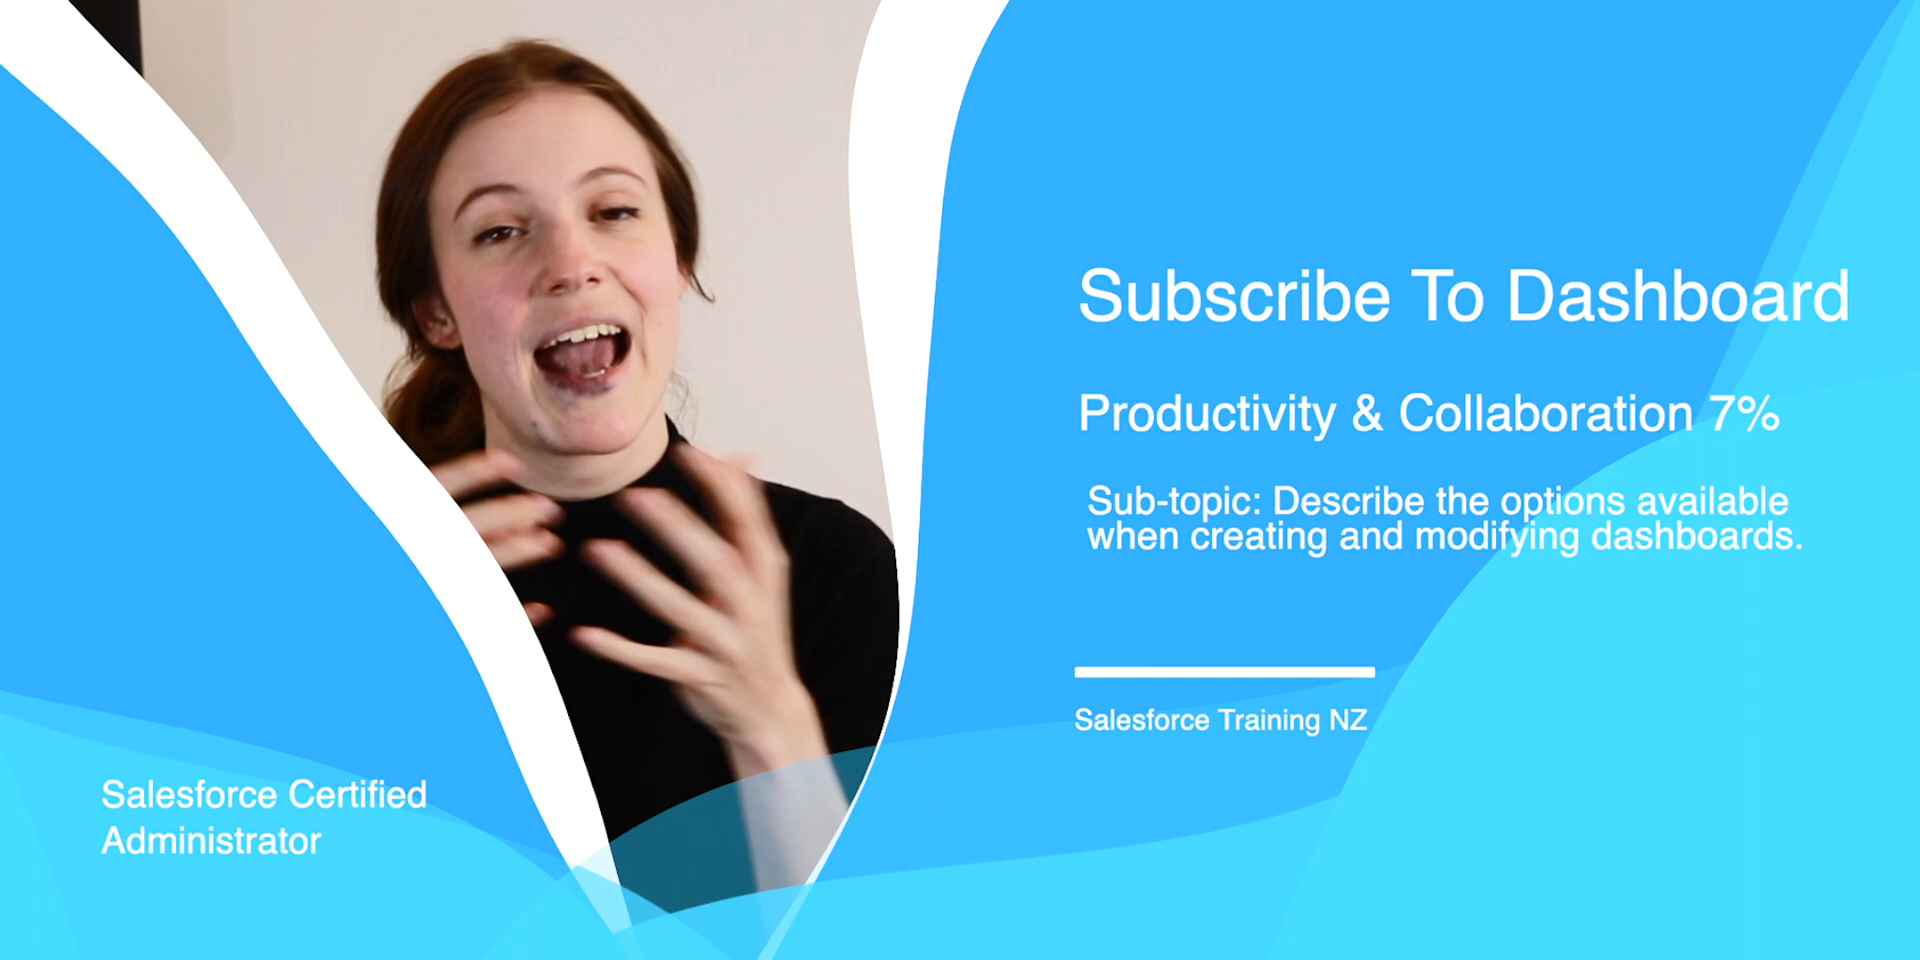 Subscribe To Dashboard
Productivity & Collaboration 7%
Sub-topic: Describe the options available
when creating and modifying dashboards.
Salesforce Training NZ
Salesforce Certified
Administrator